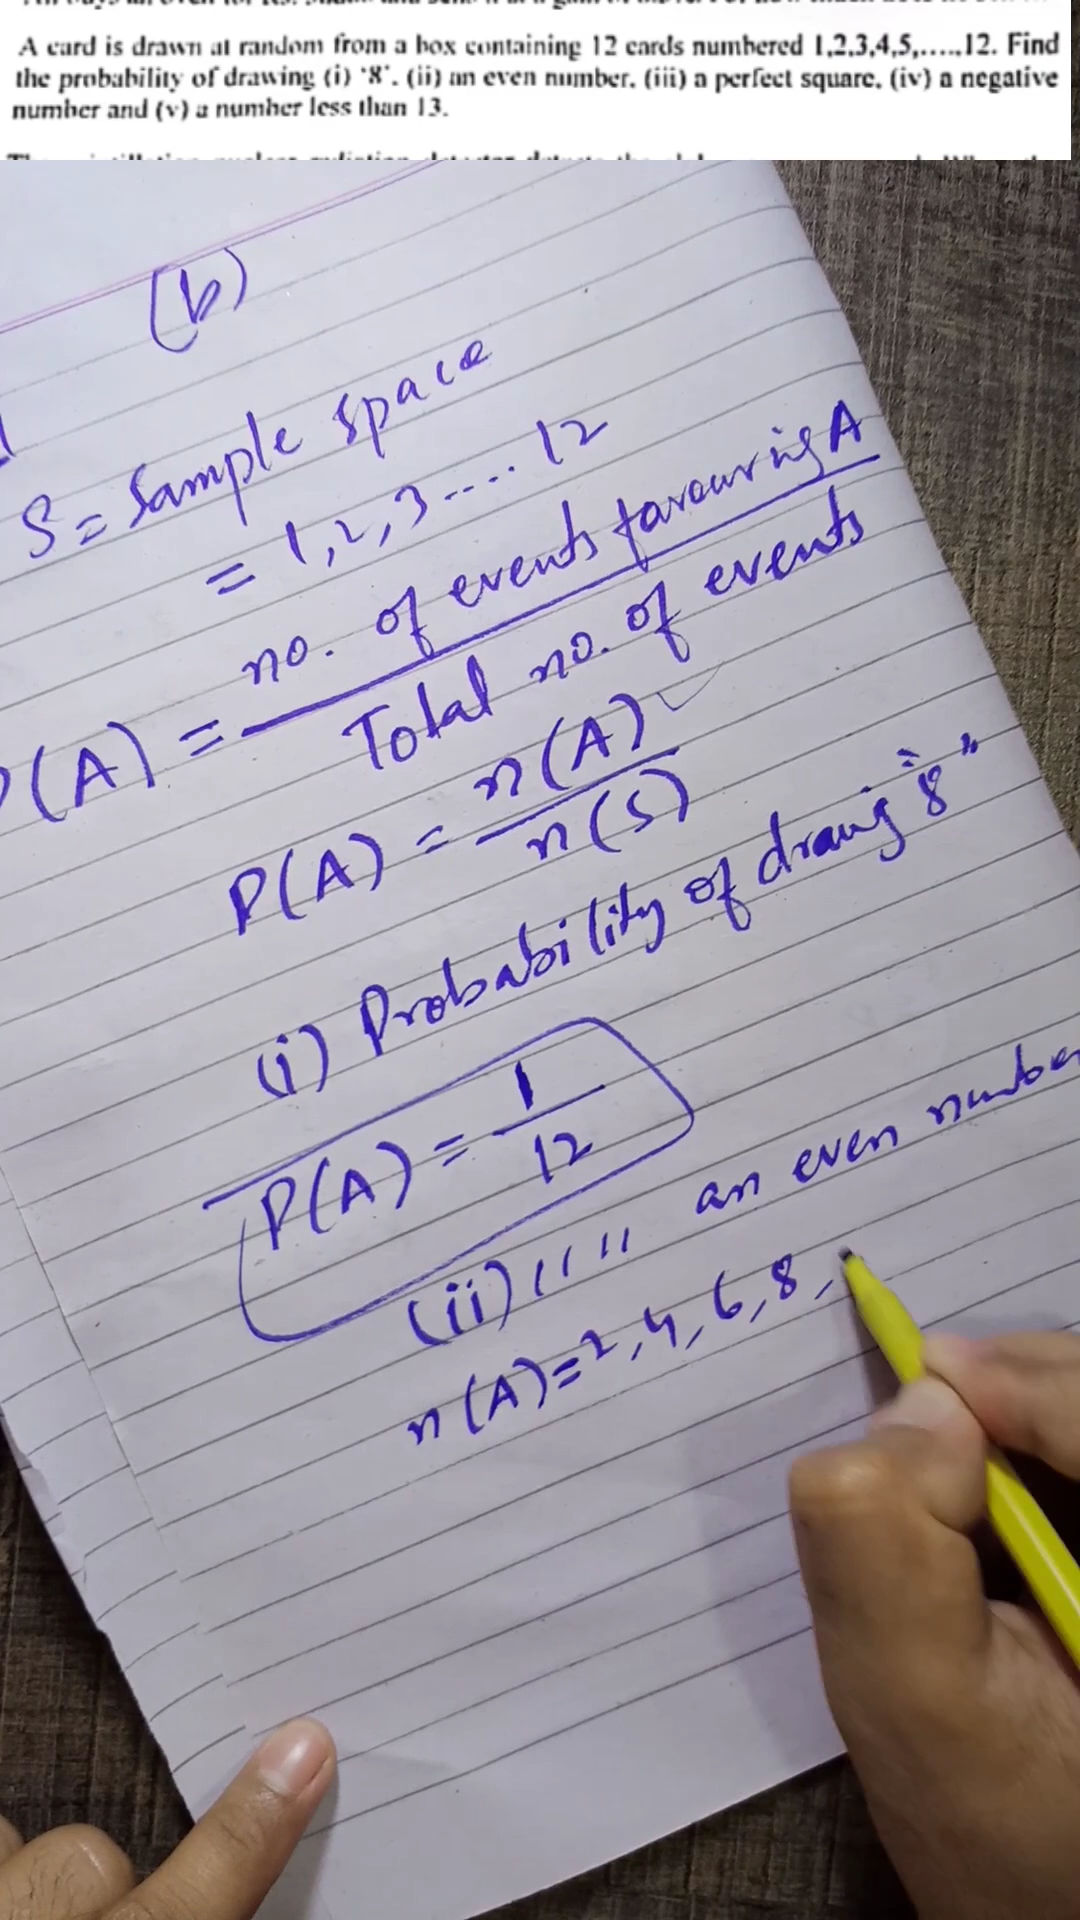 A card is drawn at random from a box containing 12 cards numbered 1,2,3,4,5,.....12. Find
the probability of drawing (i) '8'. (ii) an even number, (iii) a perfect square, (iv) a negative
number and (v) a number less than 13.
(b)
S = Sample space
= 1, 2, 3 .... 12
(A) = no. of events favouring A
Total no. of events
P(A) = n(A)
n(S)
(i) Probability of drawig "8"
P(A) = 1
12
(ii) " " an even number
n(A) = 2, 4, 6, 8,